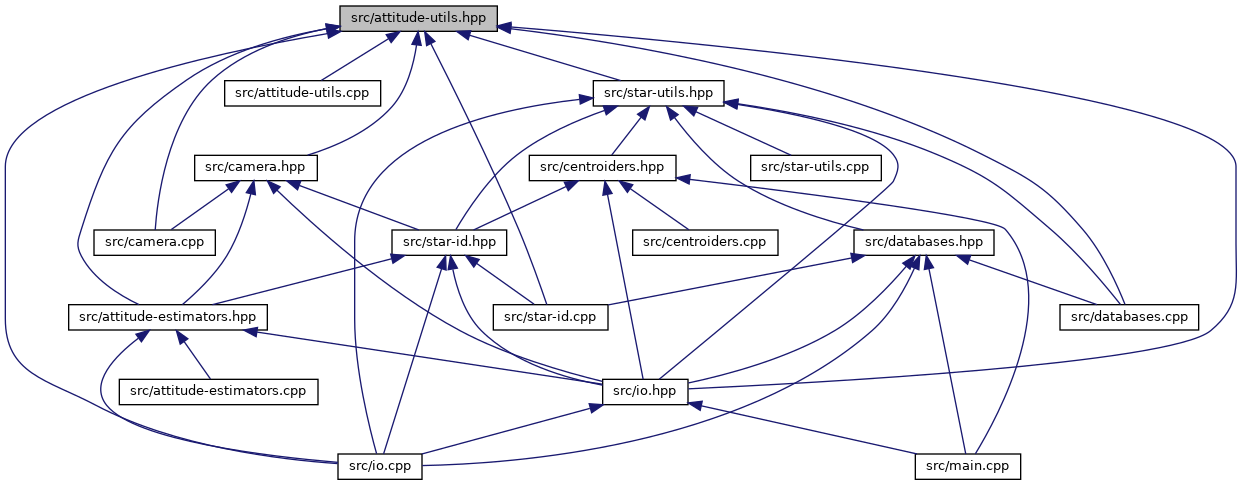 src/attitude-utils.hpp
src/attitude-utils.cpp
src/star-utils.hpp
src/camera.hpp
src/centroiders.hpp
src/star-utils.cpp
src/camera.cpp
src/star-id.hpp
src/centroiders.cpp
src/databases.hpp
src/attitude-estimators.hpp
src/star-id.cpp
src/databases.cpp
src/attitude-estimators.cpp
src/io.hpp
src/io.cpp
src/main.cpp